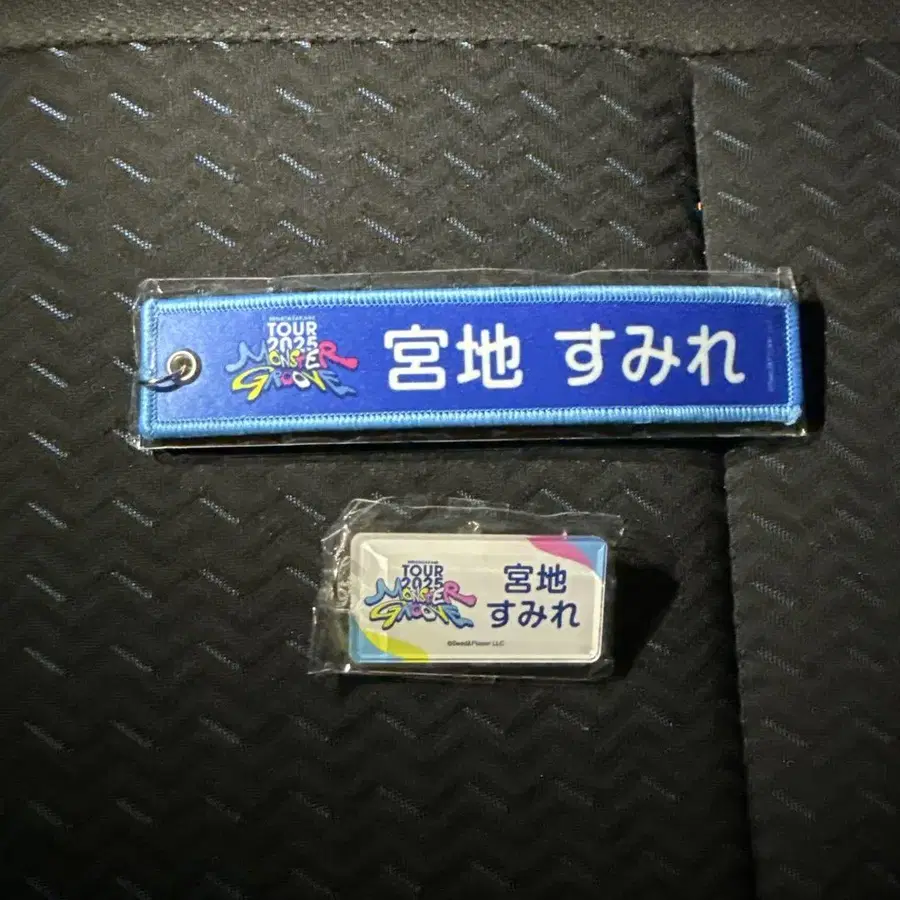 TOUR
2025
MONSTER
GROOVE
宮地 すみれ
TOUR
2025
MONSTER
GROOVE
宮地
すみれ
©Seed&Flower LLC